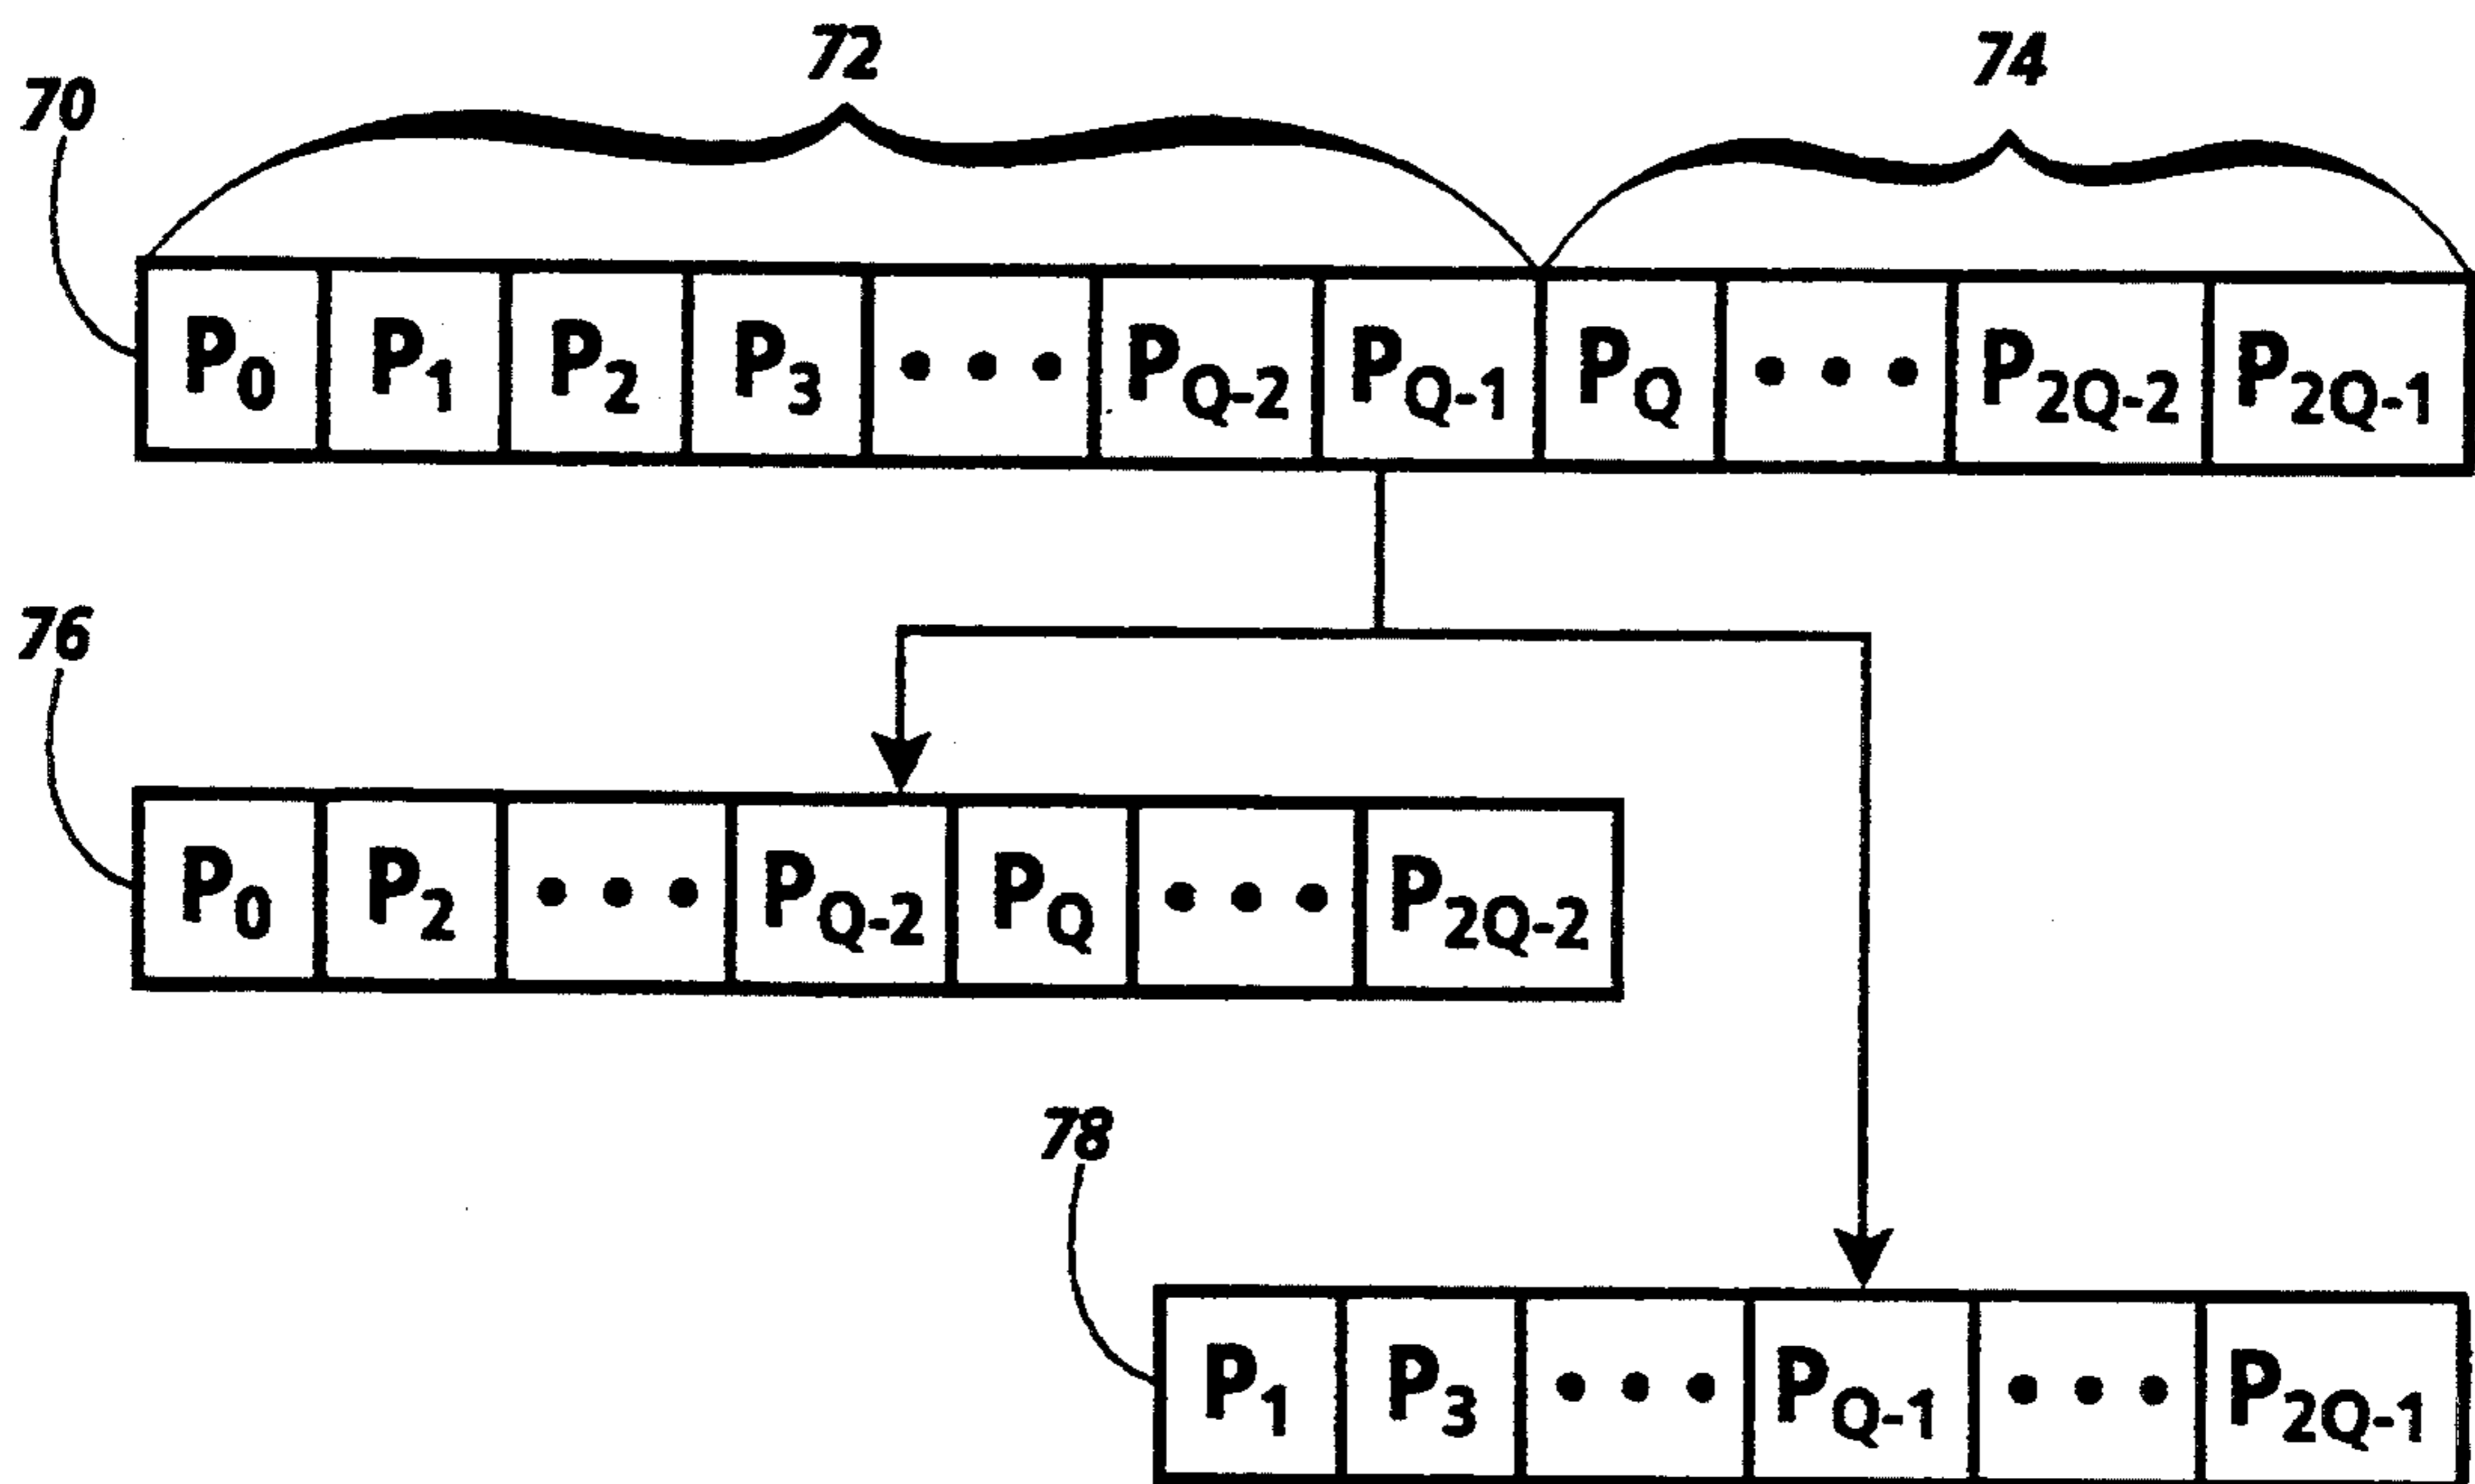 72
74
70
P0 P1 P2 P3 • • • PQ-2 PQ-1 PQ • • • P2Q-2 P2Q-1
76
P0 P2 • • • PQ-2 PQ • • • P2Q-2
78
P1 P3 • • • PQ-1 • • • P2Q-1